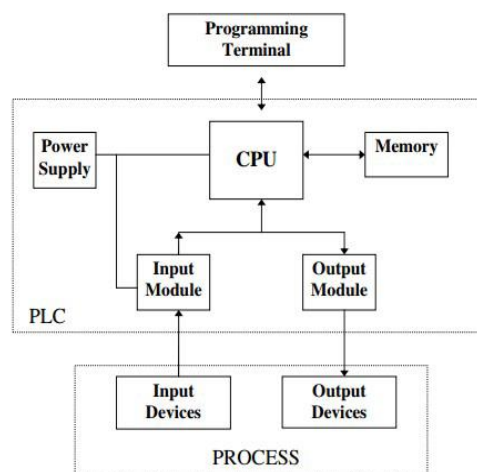 Programming
Terminal
Power
Supply
CPU
Memory
Input
Module
Output
Module
PLC
Input
Devices
Output
Devices
PROCESS